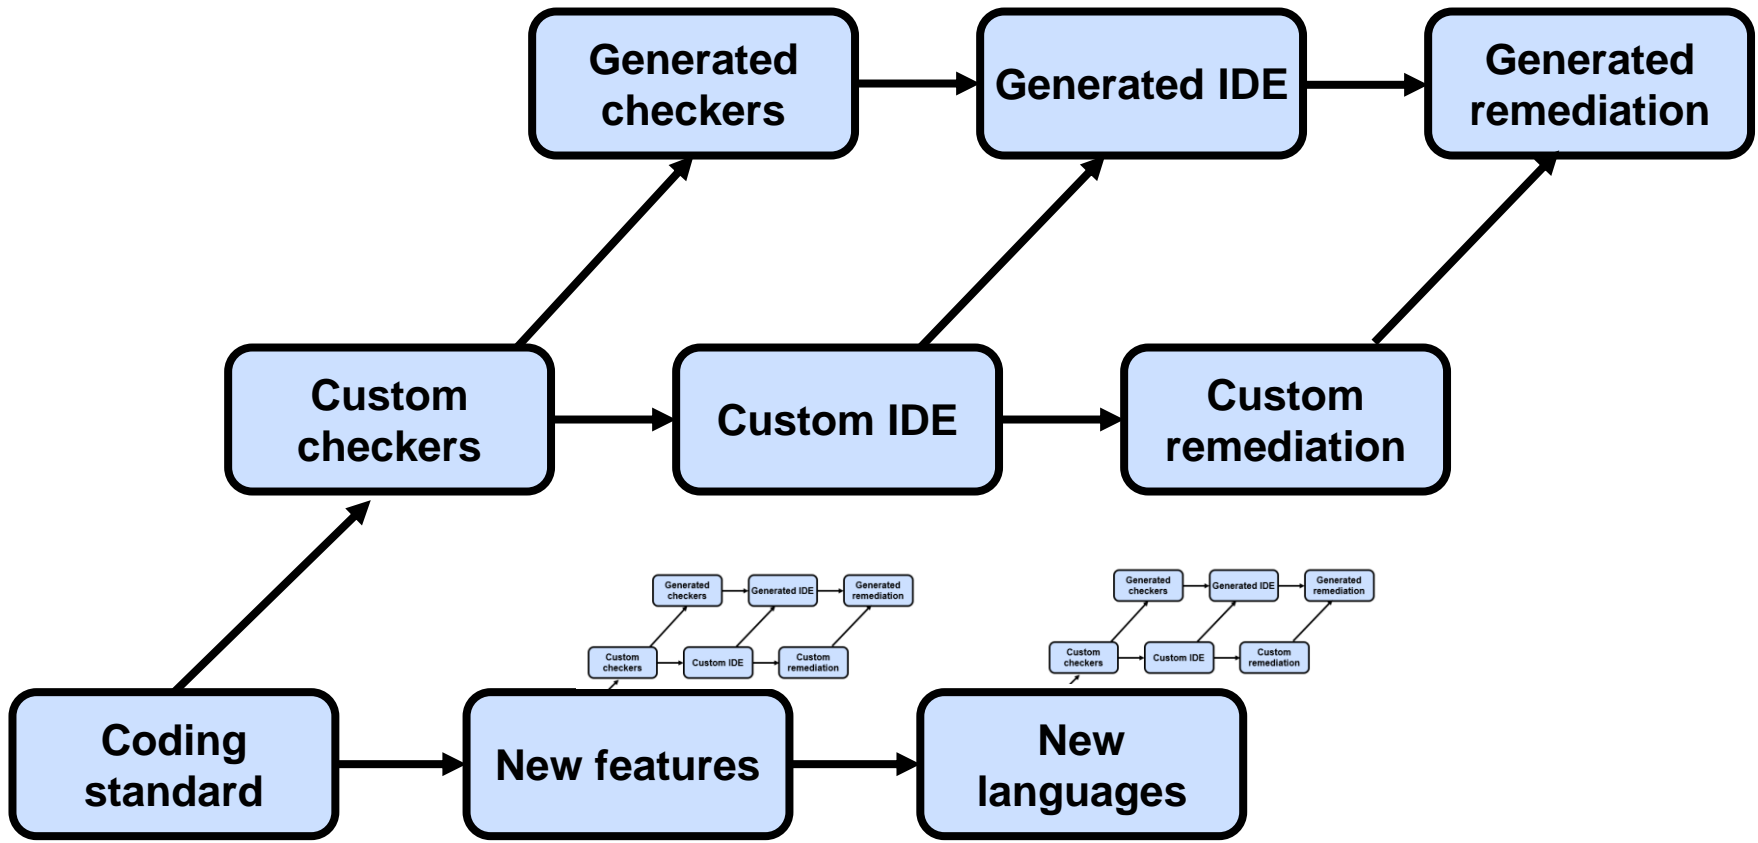 Generated
checkers
Generated IDE
Generated
remediation
Custom
checkers
Custom IDE
Custom
remediation
Generated
checkers
Generated IDE
Generated
remediation
Custom
checkers
Custom IDE
Custom
remediation
Generated
checkers
Generated IDE
Generated
remediation
Custom
checkers
Custom IDE
Custom
remediation
Coding
standard
New features
New
languages